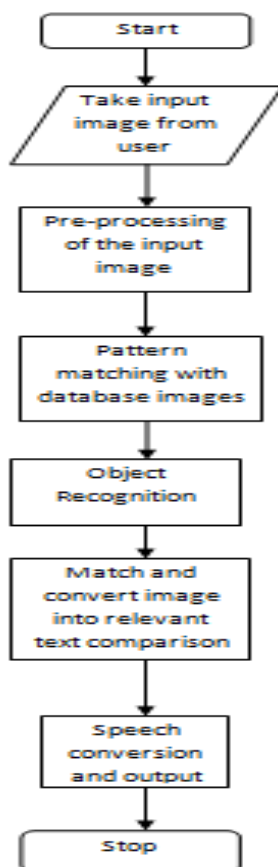 Start
Take input
image from
user
Pre-processing
of the input
image
Pattern
matching with
database images
Object
Recognition
Match and
convert image
into relevant
text comparison
Speech
conversion
and output
Stop